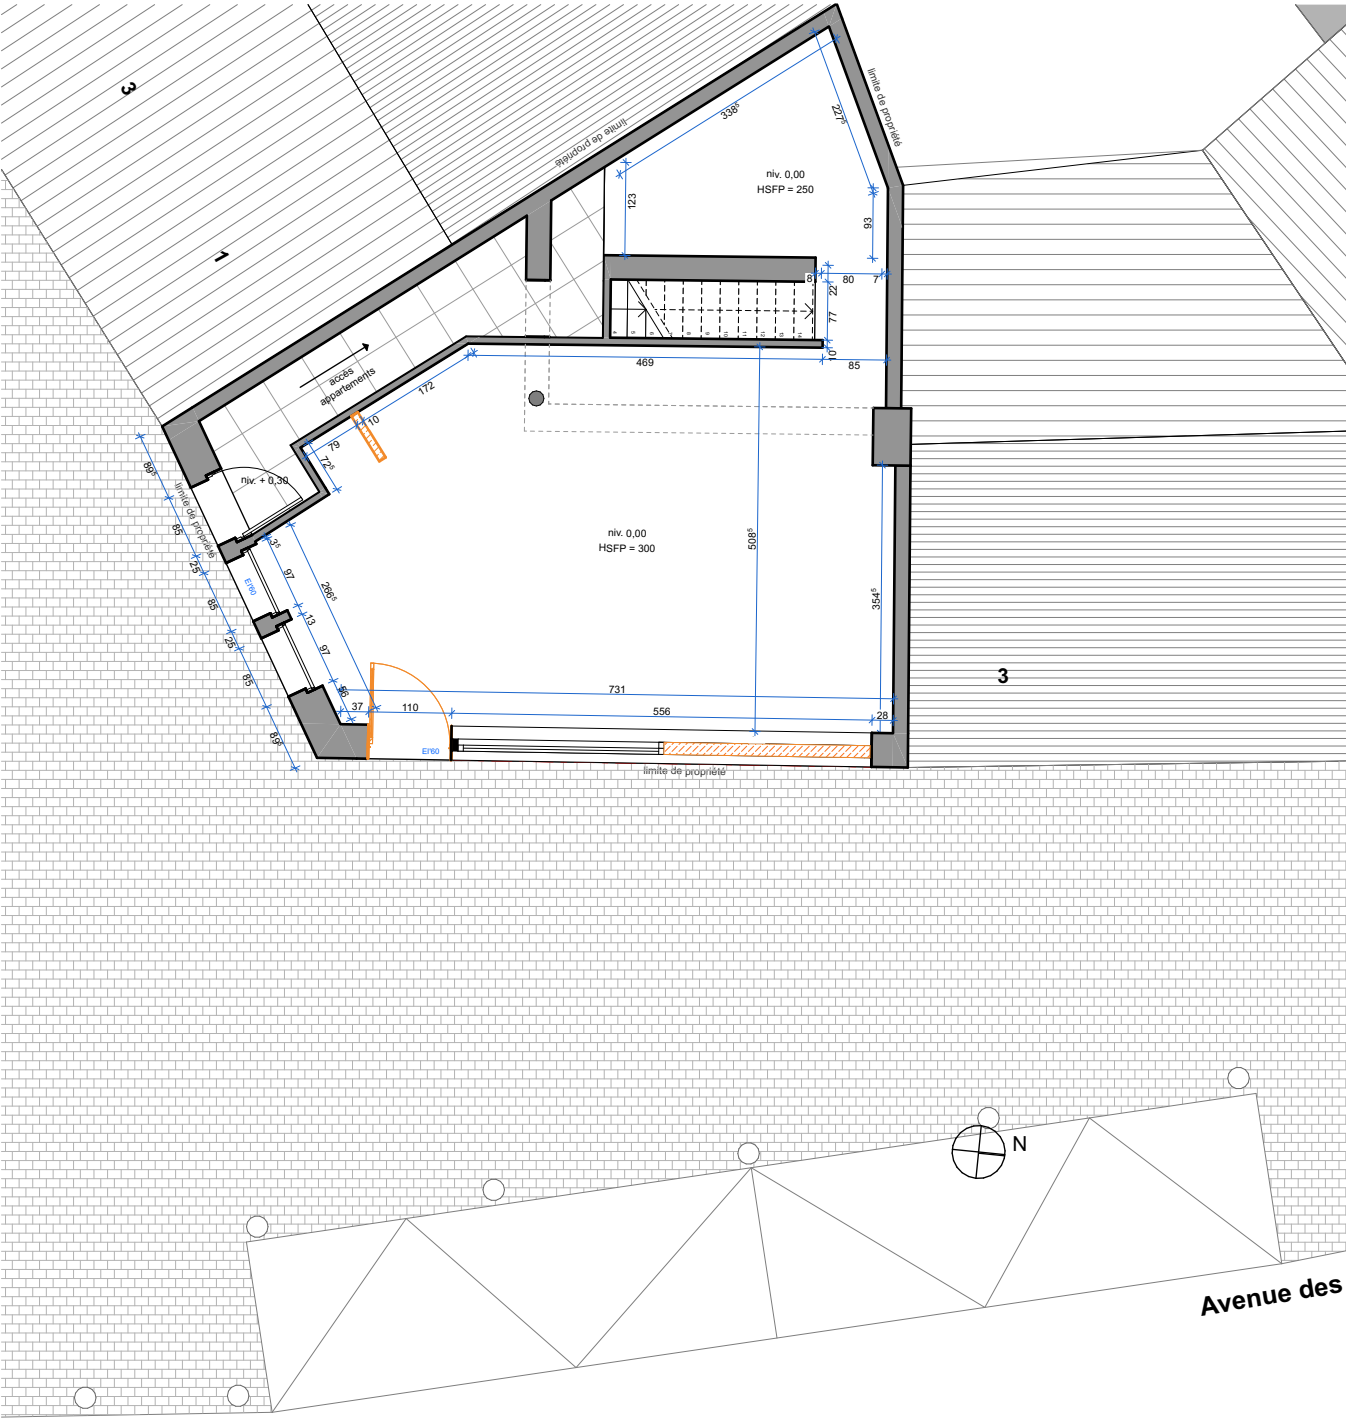 3
1
limite de propriété
338⁵
227⁵
limite de propriété
niv. 0,00
HSFP = 250
123
93
8
80
7
22
77
10
469
85
accès
appartements
172
10
79
72⁵
niv. + 0,30
limite de propriété
89⁵
85
25
85
25
85
89⁵
EI'60
3⁵
97
13
97
266⁵
niv. 0,00
HSFP = 300
508⁵
354⁵
731
37
110
556
28
EI'60
limite de propriété
3
N
Avenue des